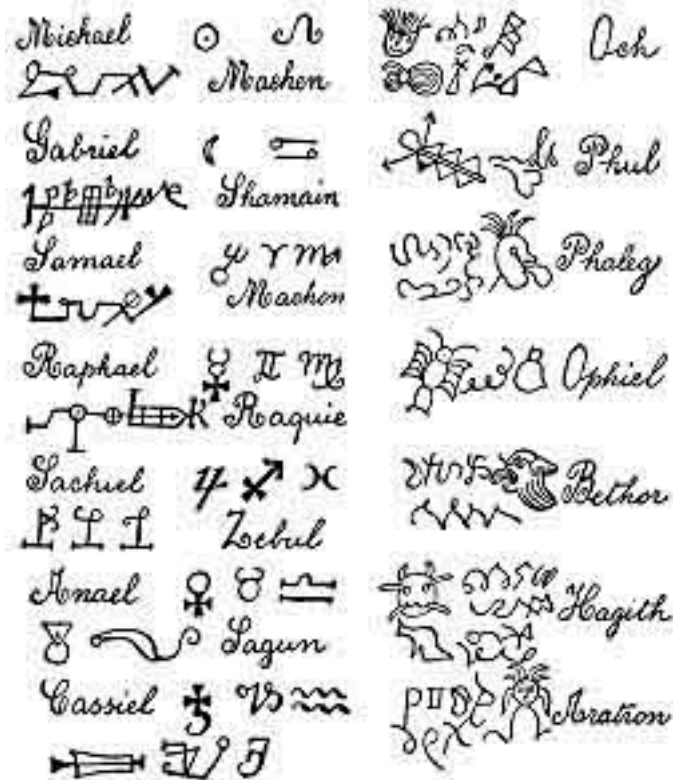 Michael
Machen
Gabriel
Shamain
Samael
Machon
Raphael
Raquie
Sachiel
Zebul
Anael
Sagun
Cassiel
Och
Phul
Phaleg
Ophiel
Bethor
Hagith
Aratron